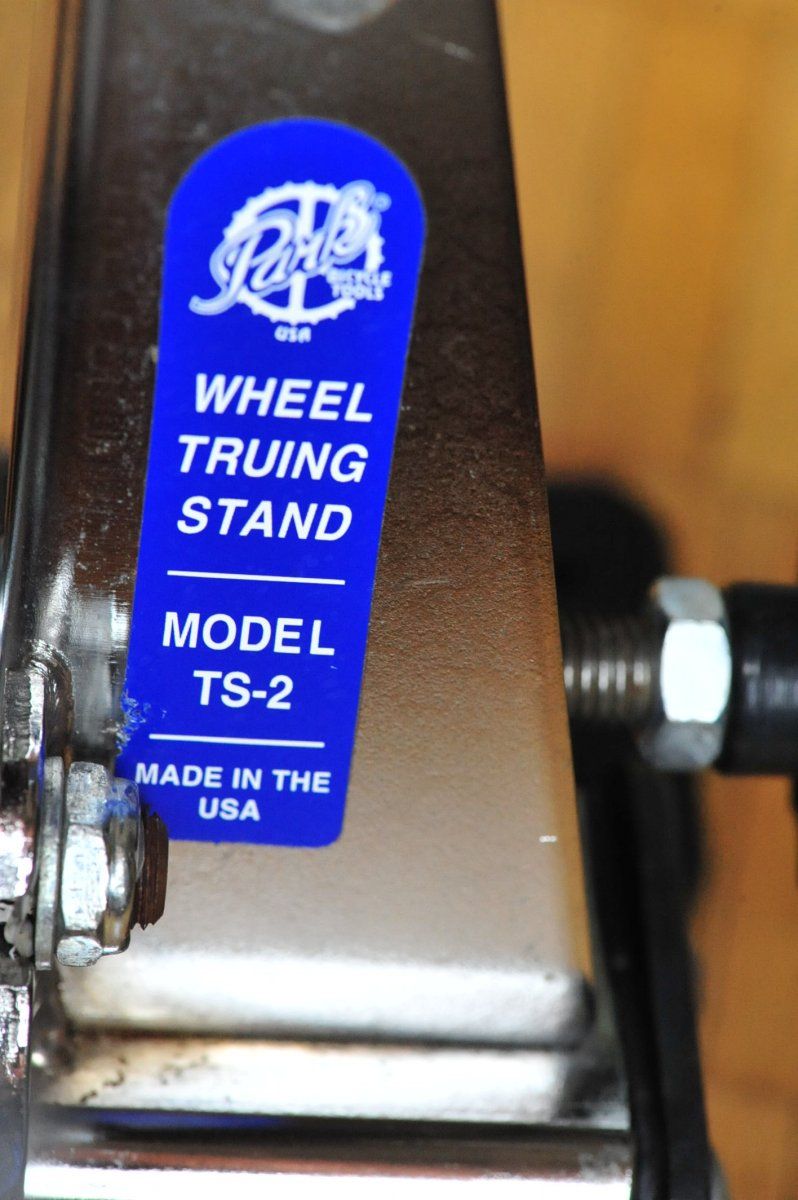 Park®
BICYCLE
TOOLS
USA
WHEEL
TRUING
STAND
MODEL
TS-2
MADE IN THE
USA